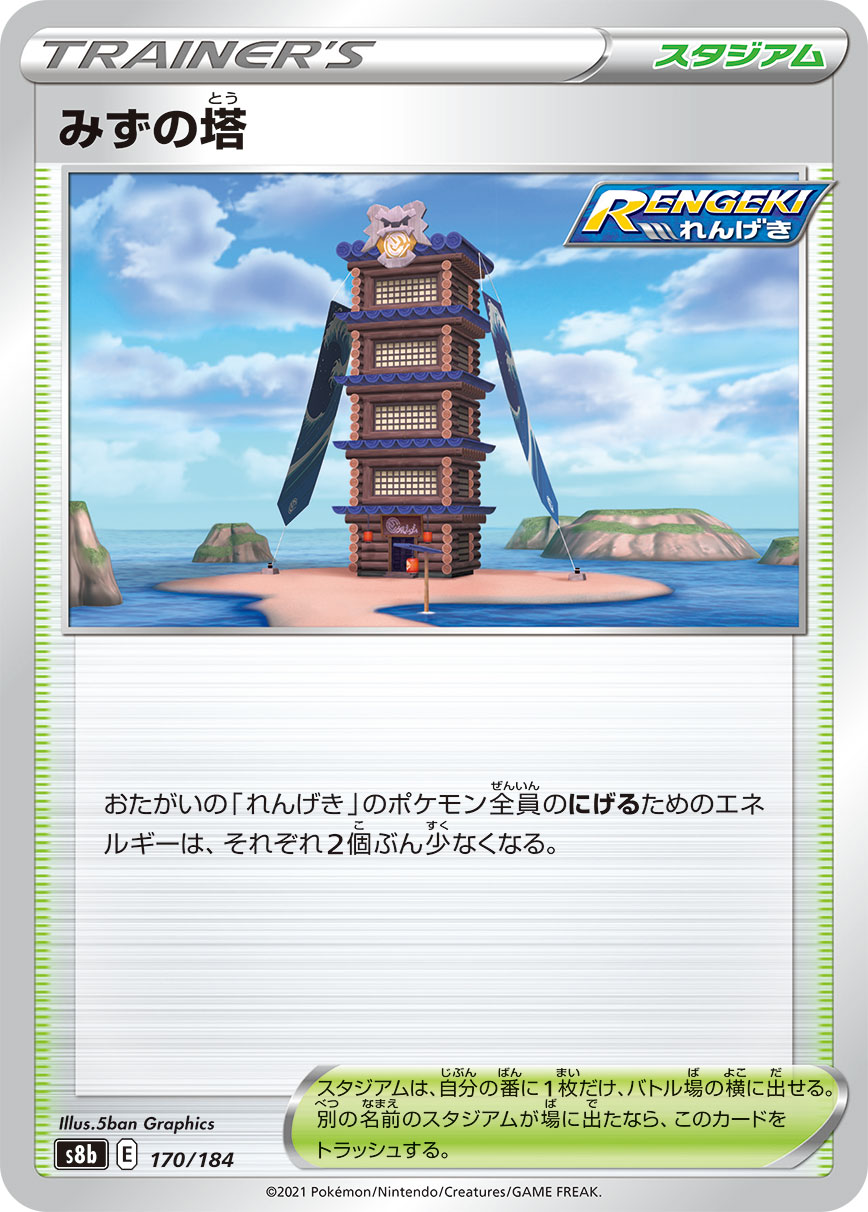 TRAINER'S
スタジアム
とう
みずの塔
RENGEKI
れんげき
ぜんいん
おたがいの「れんげき」のポケモン全員のにげるためのエネ
こ すく
ルギーは、それぞれ2個ぶん少なくなる。
じぶん ばん まい ば よこ だ
スタジアムは、自分の番に1枚だけ、バトル場の横に出せる。
べつ なまえ ば で
別の名前のスタジアムが場に出たなら、このカードを
トラッシュする。
Illus.5ban Graphics
s8b E 170/184
©2021 Pokémon/Nintendo/Creatures/GAME FREAK.